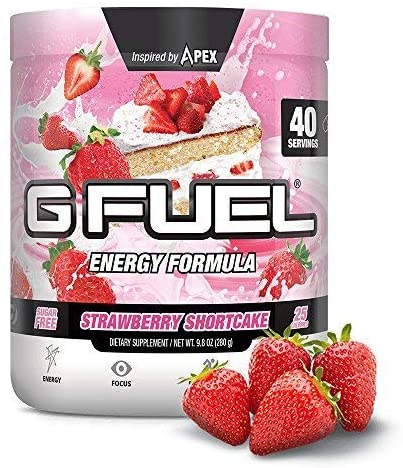 Inspired by APEX
40
SERVINGS
G FUEL®
ENERGY FORMULA
SUGAR
FREE
STRAWBERRY SHORTCAKE
25
DIETARY SUPPLEMENT / NET WT. 9.8 OZ (280 g)
ENERGY
FOCUS